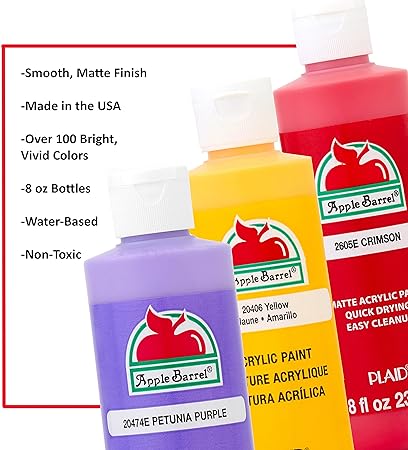 -Smooth, Matte Finish
-Made in the USA
-Over 100 Bright,
Vivid Colors
-8 oz Bottles
-Water-Based
-Non-Toxic
Apple Barrel®
20474E PETUNIA PURPLE
Apple Barrel®
20406 Yellow
Jaune • Amarillo
CRYLIC PAINT
TURE ACRYLIQUE
TURA ACRÍLICA
Apple Barrel®
2605E CRIMSON
MATTE ACRYLIC PA
QUICK DRYING
EASY CLEANU
PLAID
8 fl oz 23